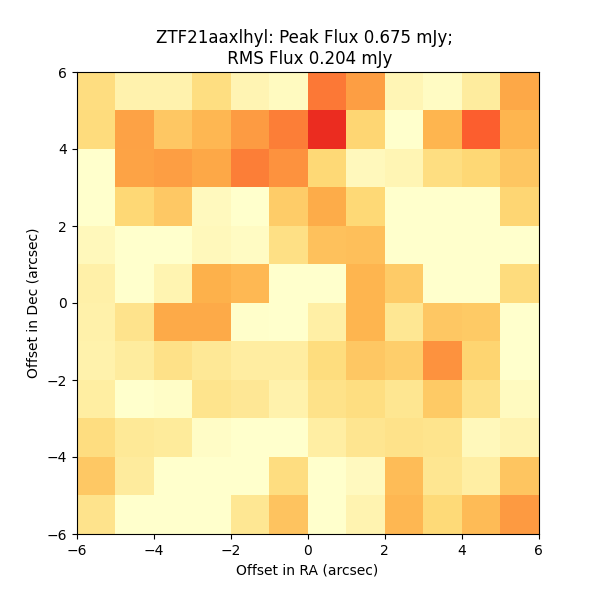 ZTF21aaxlhyl: Peak Flux 0.675 mJy;
RMS Flux 0.204 mJy
6
4
2
0
−2
−4
−6
Offset in Dec (arcsec)
−6 −4 −2 0 2 4 6
Offset in RA (arcsec)